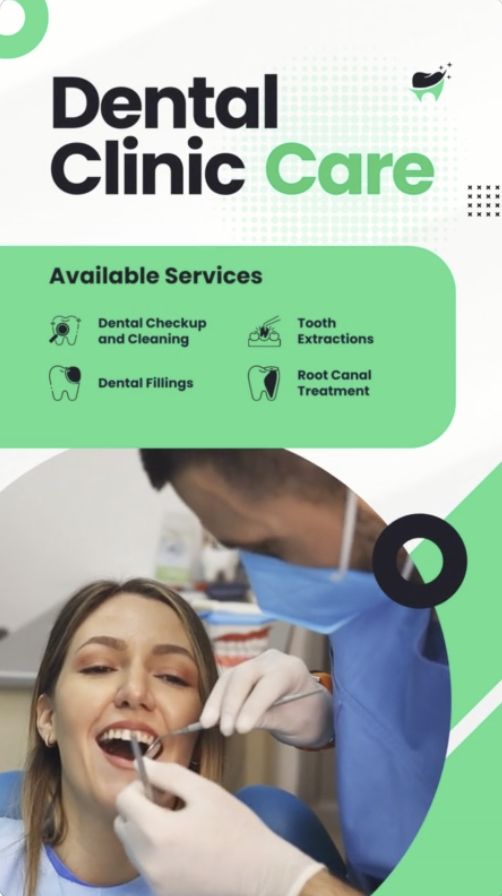 Dental
Clinic Care
Available Services
Dental Checkup
and Cleaning
Tooth
Extractions
Dental Fillings
Root Canal
Treatment